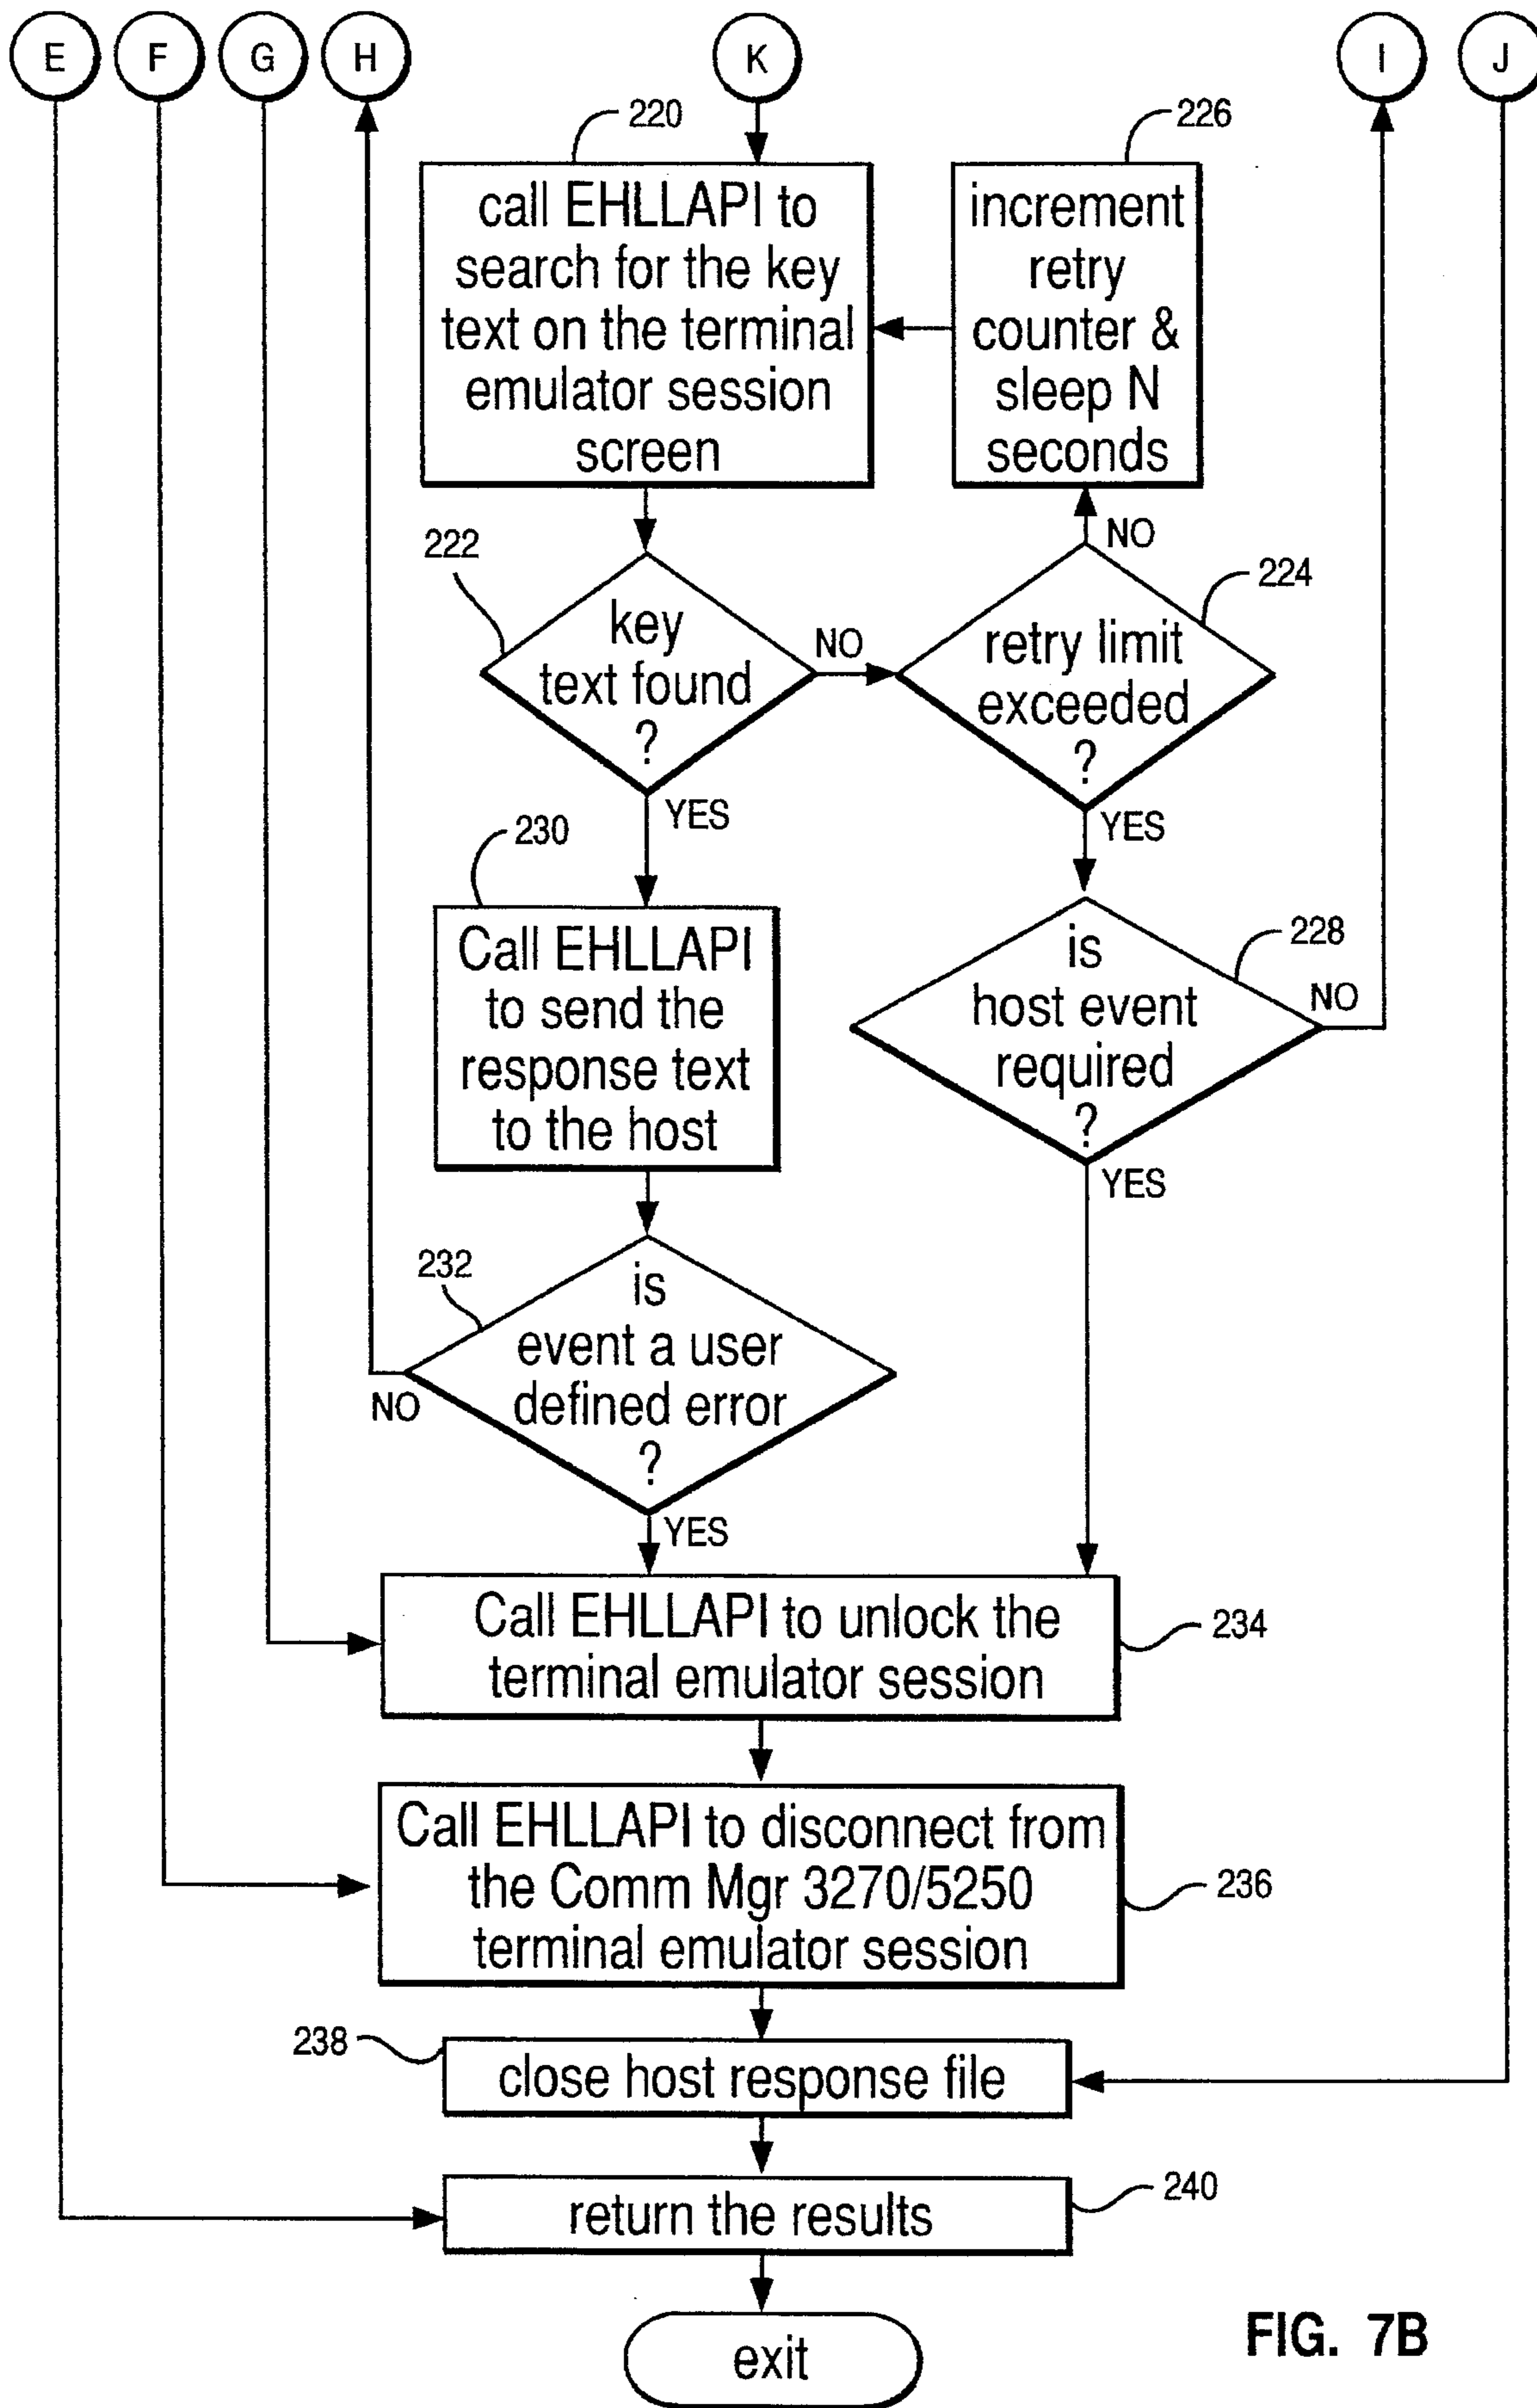 E
F
G
H
K
I
J
220
call EHLLAPI to
search for the key
text on the terminal
emulator session
screen
226
increment
retry
counter &
sleep N
seconds
222
key
text found
?
NO
YES
224
retry limit
exceeded
?
NO
YES
230
Call EHLLAPI
to send the
response text
to the host
228
is
host event
required
?
NO
YES
232
is
event a user
defined error
?
NO
YES
Call EHLLAPI to unlock the
terminal emulator session
234
Call EHLLAPI to disconnect from
the Comm Mgr 3270/5250
terminal emulator session
236
238
close host response file
return the results
240
exit
FIG. 7B